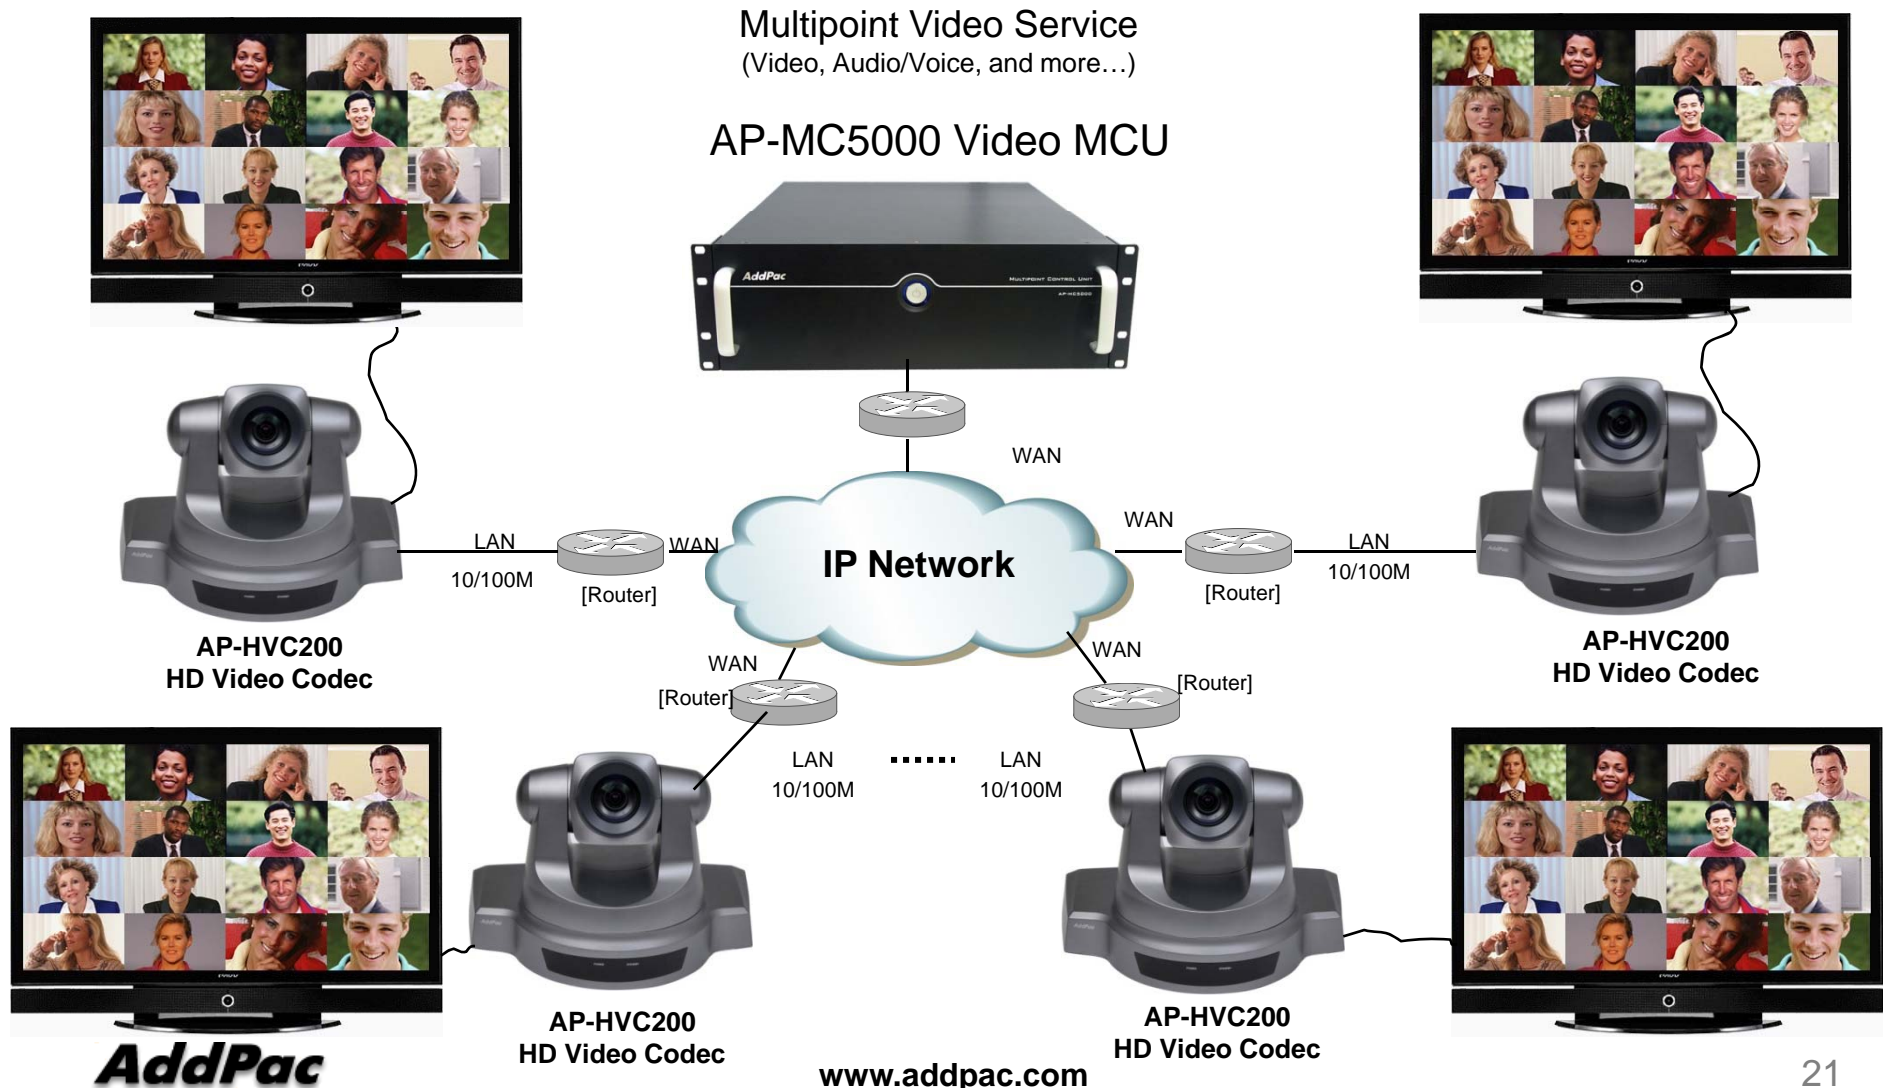 Multipoint Video Service
(Video, Audio/Voice, and more…)
AP-MC5000 Video MCU
AddPac
MULTIPOINT CONTROL UNIT
WAN
WAN
LAN
WAN
LAN
10/100M
[Router]
IP Network
[Router]
10/100M
AP-HVC200
HD Video Codec
WAN
[Router]
WAN
[Router]
AP-HVC200
HD Video Codec
LAN
10/100M
LAN
10/100M
AP-HVC200
HD Video Codec
AP-HVC200
HD Video Codec
AddPac
www.addpac.com
21